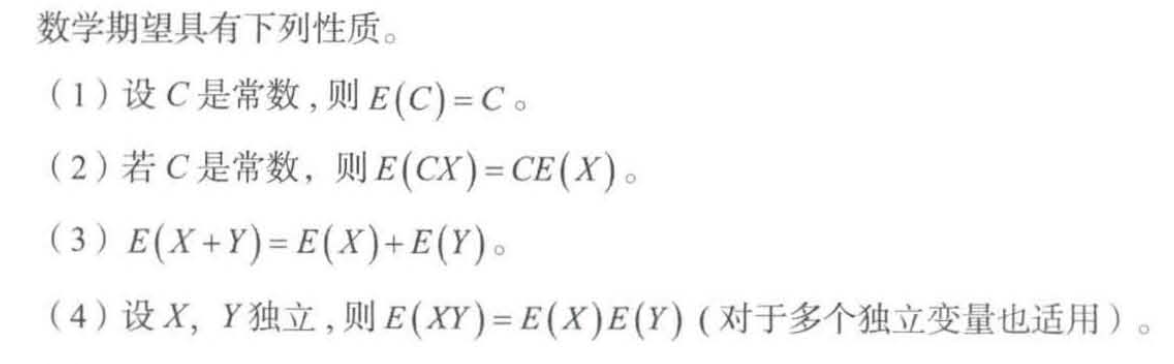 数学期望具有下列性质。
（1）设 C 是常数 , 则 E(C)=C 。
（2）若 C 是常数，则 E(CX)=CE(X) 。
（3）E(X+Y)=E(X)+E(Y) 。
（4）设 X，Y 独立 , 则 E(XY)=E(X)E(Y)（对于多个独立变量也适用）。